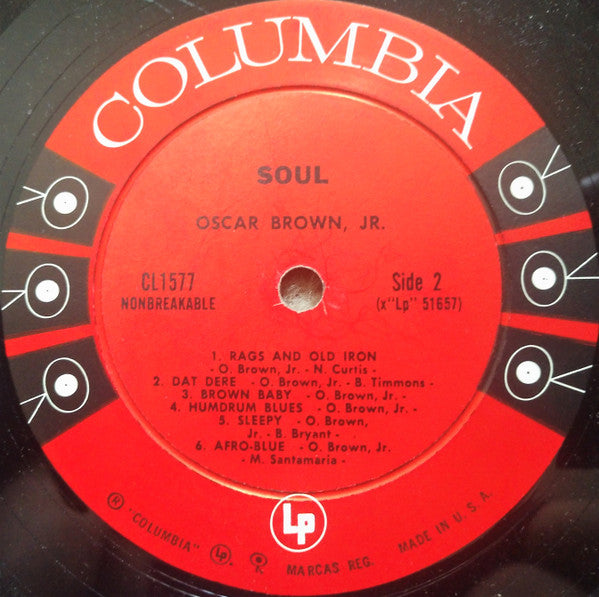 COLUMBIA
SOUL
OSCAR BROWN, JR.
CL1577
NONBREAKABLE
Side 2
(x"Lp" 51657)
1. RAGS AND OLD IRON
- O. Brown, Jr. - N. Curtis -
2. DAT DERE - O. Brown, Jr. - B. Timmons -
3. BROWN BABY - O. Brown, Jr. -
4. HUMDRUM BLUES - O. Brown, Jr. -
5. SLEEPY - O. Brown,
Jr. - B. Bryant -
6. AFRO-BLUE - O. Brown, Jr.
- M. Santamaria -
Lp
® "COLUMBIA" Lp. MARCAS REG. MADE IN U. S. A.